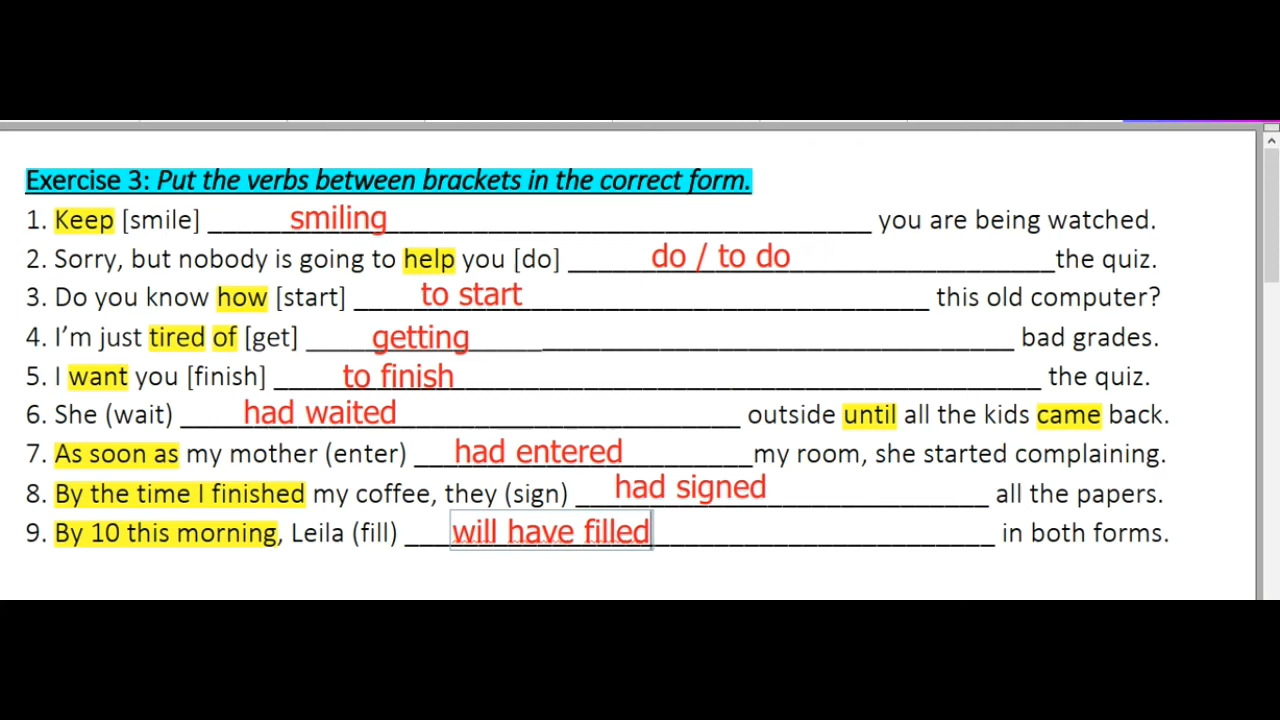 Exercise 3: Put the verbs between brackets in the correct form.
1. Keep [smile] smiling you are being watched.
2. Sorry, but nobody is going to help you [do] do / to do the quiz.
3. Do you know how [start] to start this old computer?
4. I’m just tired of [get] getting bad grades.
5. I want you [finish] to finish the quiz.
6. She (wait) had waited outside until all the kids came back.
7. As soon as my mother (enter) had entered my room, she started complaining.
8. By the time I finished my coffee, they (sign) had signed all the papers.
9. By 10 this morning, Leila (fill) will have filled in both forms.